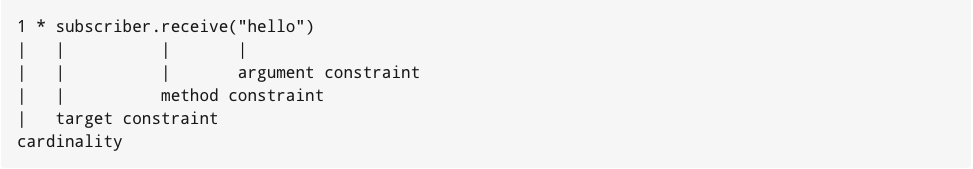 1 * subscriber.receive("hello")
|   |          |       |
|   |          |       argument constraint
|   |          method constraint
|   target constraint
cardinality